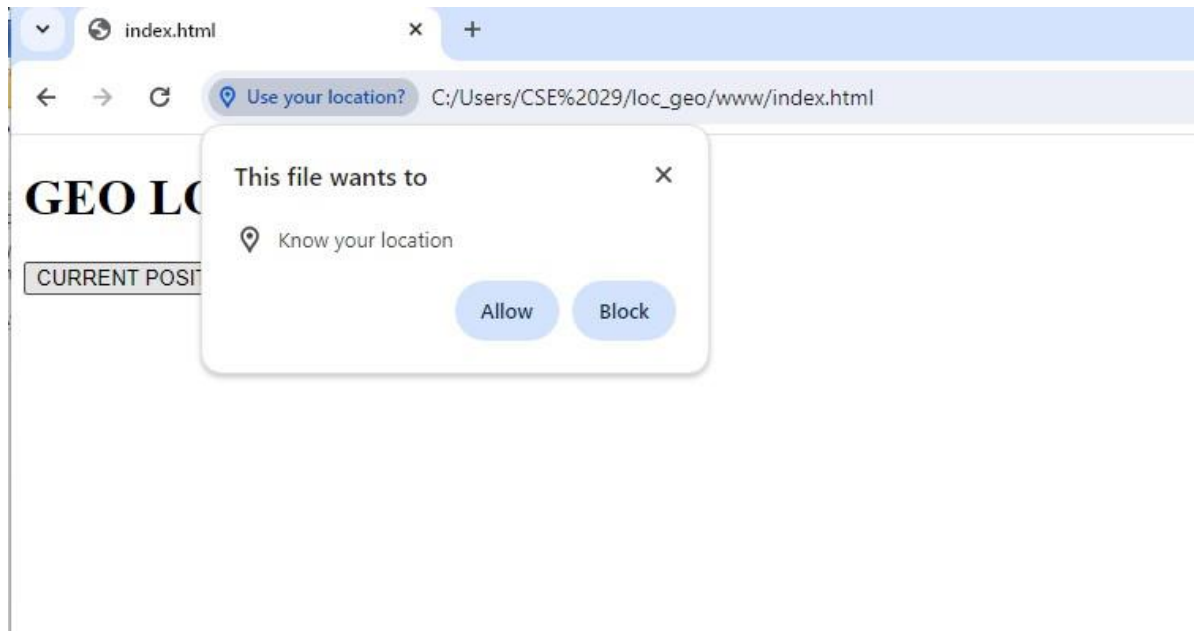 index.html
Use your location? C:/Users/CSE%2029/loc_geo/www/index.html
This file wants to
GEO LO
Know your location
CURRENT POSIT
Allow Block